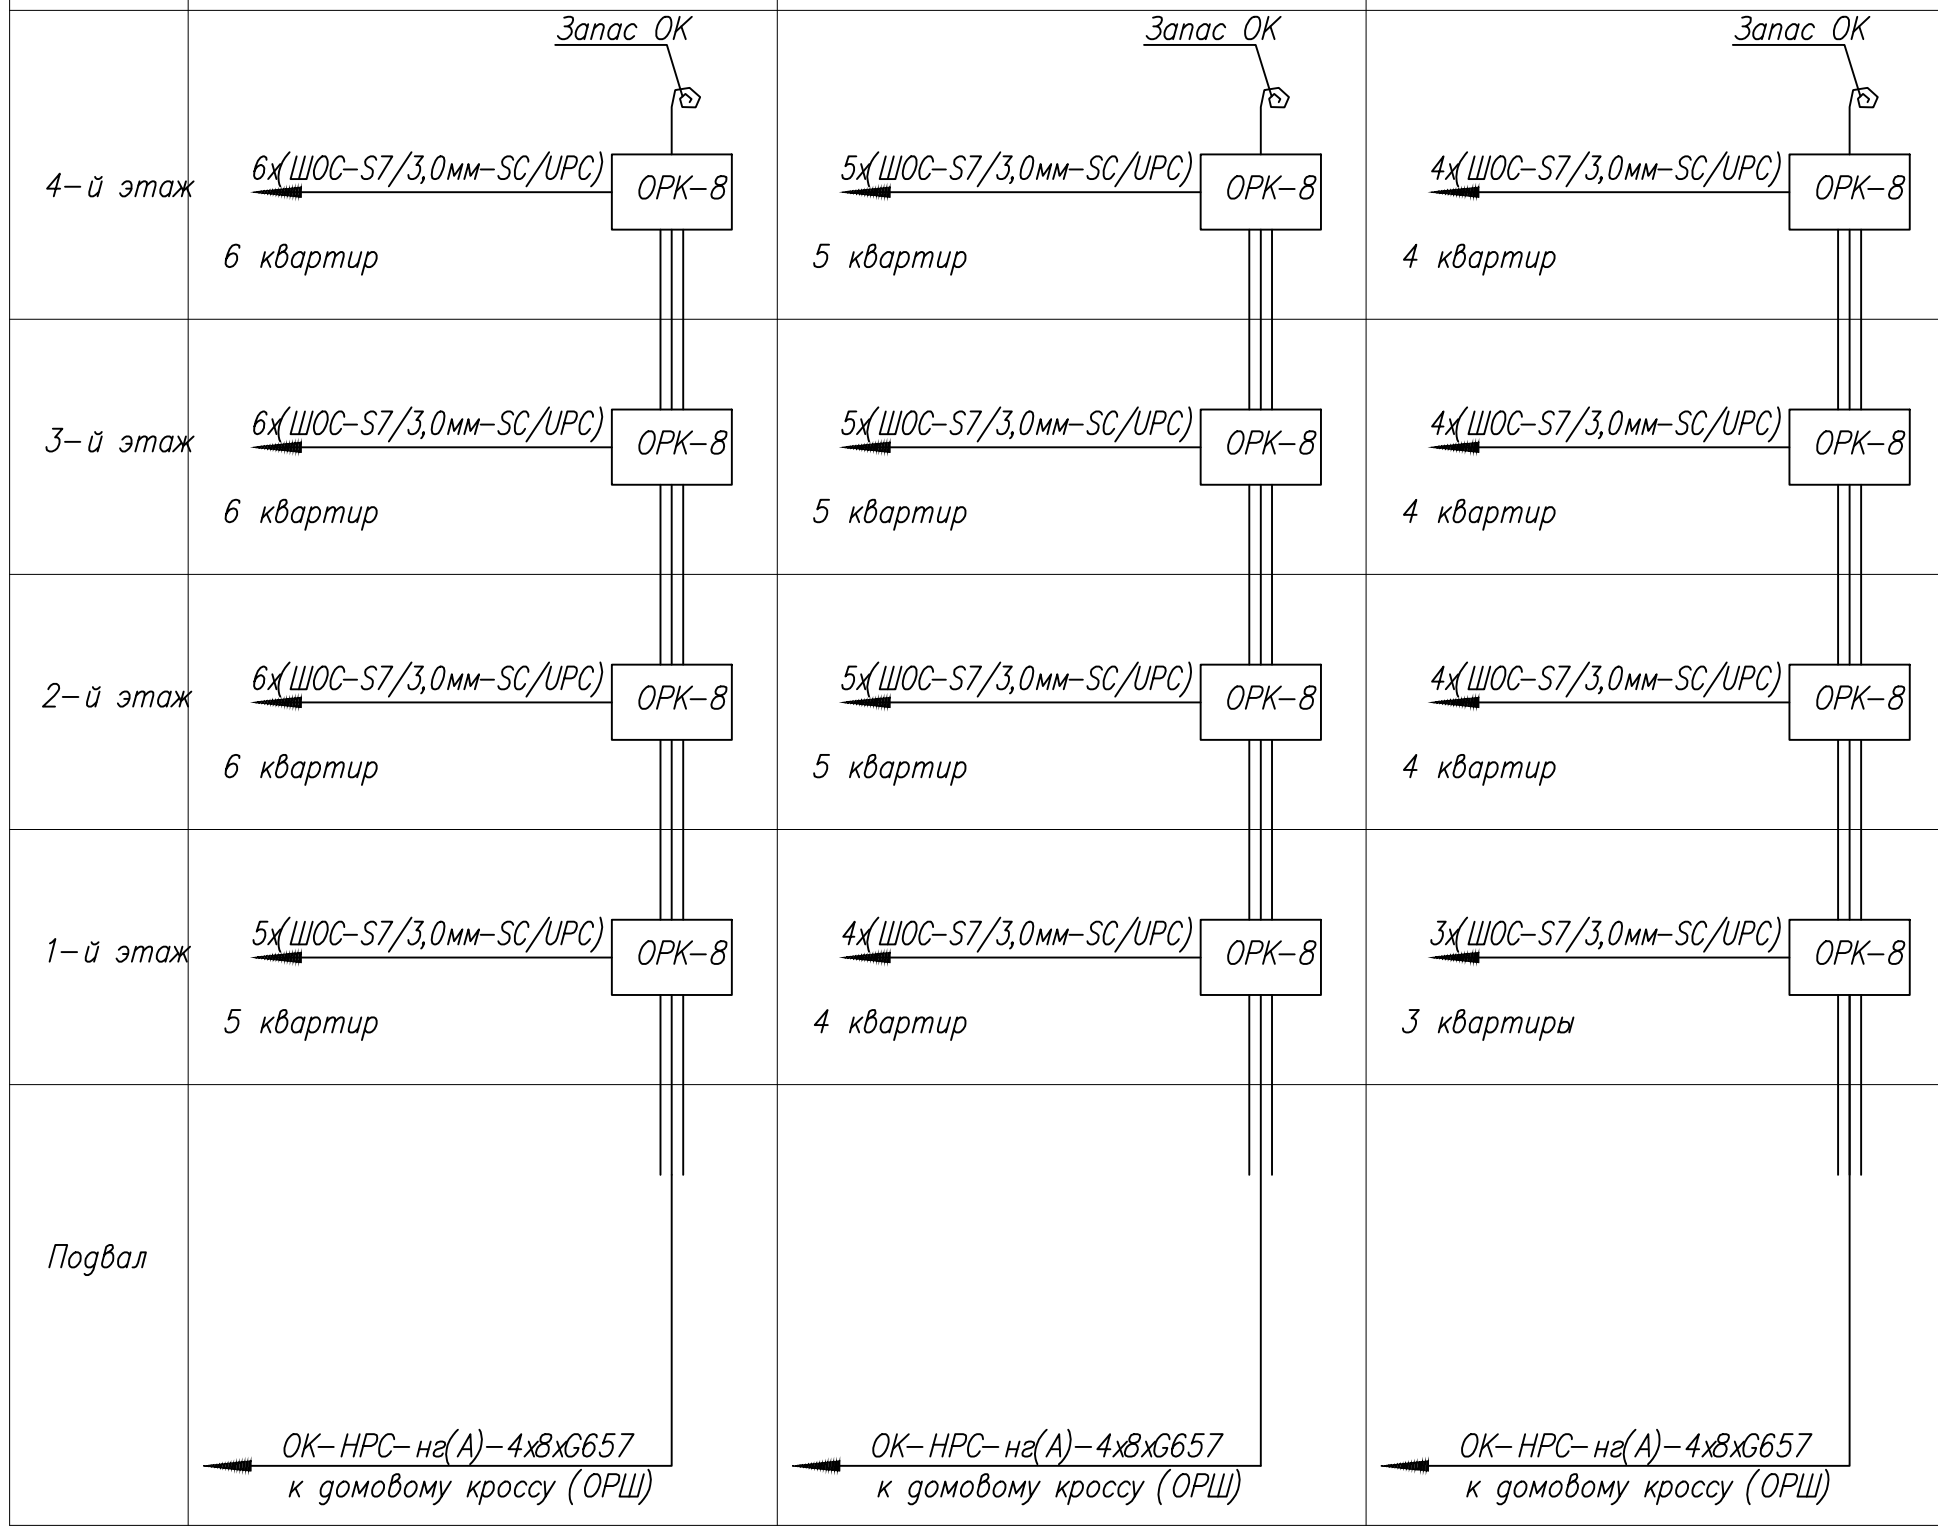 Запас ОК
Запас ОК
Запас ОК
4-й этаж
6х(ШОС-S7/3,0мм-SC/UPC)
ОРК-8
6 квартир
5х(ШОС-S7/3,0мм-SC/UPC)
ОРК-8
5 квартир
4х(ШОС-S7/3,0мм-SC/UPC)
ОРК-8
4 квартир
3-й этаж
6х(ШОС-S7/3,0мм-SC/UPC)
ОРК-8
6 квартир
5х(ШОС-S7/3,0мм-SC/UPC)
ОРК-8
5 квартир
4х(ШОС-S7/3,0мм-SC/UPC)
ОРК-8
4 квартир
2-й этаж
6х(ШОС-S7/3,0мм-SC/UPC)
ОРК-8
6 квартир
5х(ШОС-S7/3,0мм-SC/UPC)
ОРК-8
5 квартир
4х(ШОС-S7/3,0мм-SC/UPC)
ОРК-8
4 квартир
1-й этаж
5х(ШОС-S7/3,0мм-SC/UPC)
ОРК-8
5 квартир
4х(ШОС-S7/3,0мм-SC/UPC)
ОРК-8
4 квартир
3х(ШОС-S7/3,0мм-SC/UPC)
ОРК-8
3 квартиры
Подвал
ОК-НРС-нг(А)-4х8хG657
к домовому кроссу (ОРШ)
ОК-НРС-нг(А)-4х8хG657
к домовому кроссу (ОРШ)
ОК-НРС-нг(А)-4х8хG657
к домовому кроссу (ОРШ)